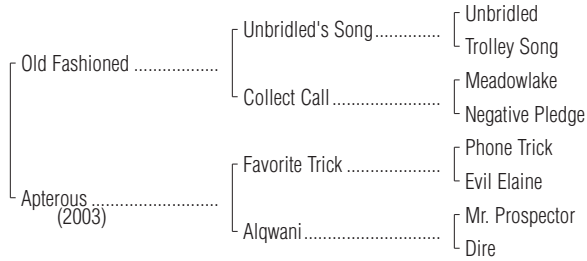 Unbridled
Unbridled's Song..............
Trolley Song
Old Fashioned ..................
Meadowlake
Collect Call .......................
Negative Pledge
Phone Trick
Favorite Trick ....................
Evil Elaine
Apterous ...........................
(2003)
Mr. Prospector
Alqwani.............................
Dire